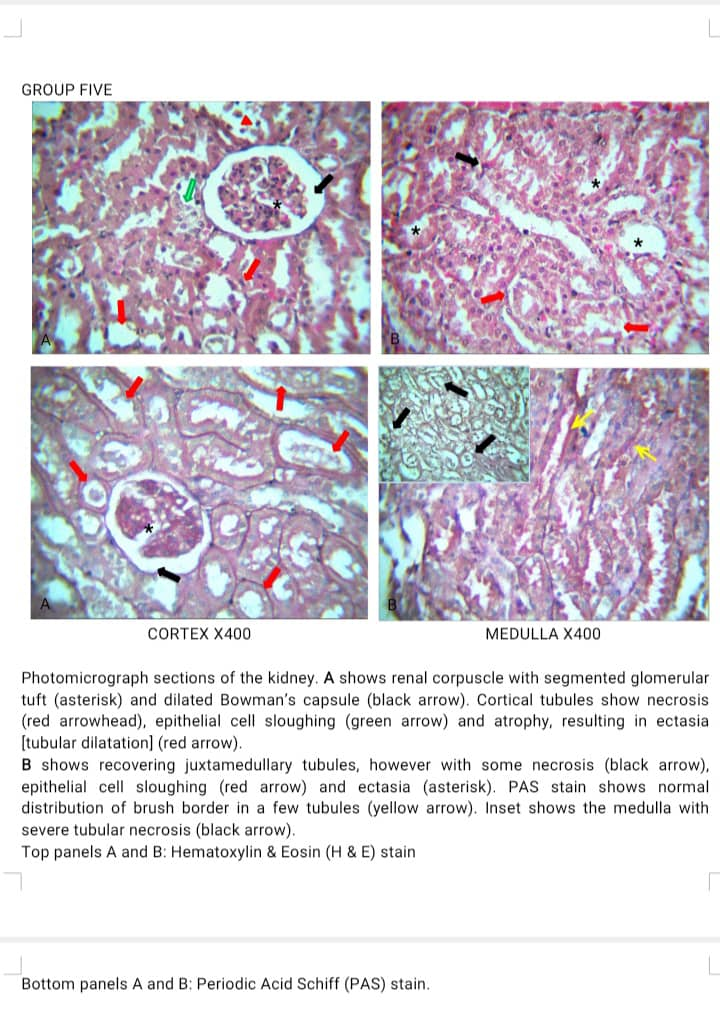 GROUP FIVE
A
B
A
B
CORTEX X400
MEDULLA X400
Photomicrograph sections of the kidney. A shows renal corpuscle with segmented glomerular
tuft (asterisk) and dilated Bowman's capsule (black arrow). Cortical tubules show necrosis
(red arrowhead), epithelial cell sloughing (green arrow) and atrophy, resulting in ectasia
[tubular dilatation] (red arrow).
B shows recovering juxtamedullary tubules, however with some necrosis (black arrow),
epithelial cell sloughing (red arrow) and ectasia (asterisk). PAS stain shows normal
distribution of brush border in a few tubules (yellow arrow). Inset shows the medulla with
severe tubular necrosis (black arrow).
Top panels A and B: Hematoxylin & Eosin (H & E) stain
Bottom panels A and B: Periodic Acid Schiff (PAS) stain.